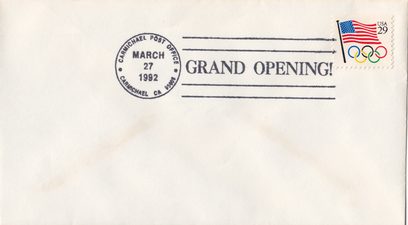 CARMICHAEL POST OFFICE
MARCH
27
1992
CARMICHAEL CA 95608
GRAND OPENING!
USA
29